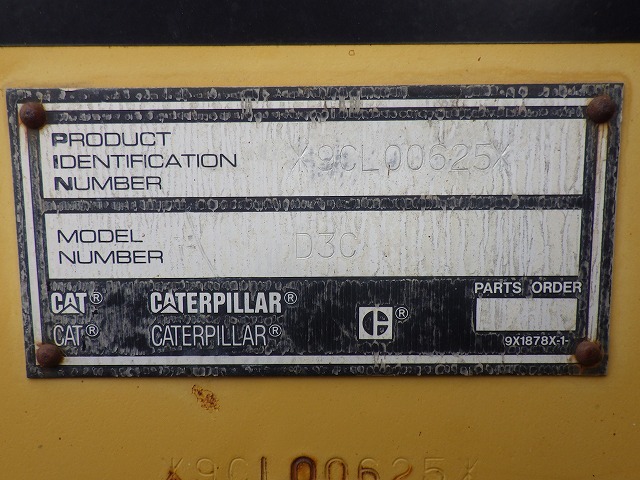 PRODUCT
IDENTIFICATION
NUMBER
X9CL00625X
MODEL
NUMBER
D3C
CAT® CATERPILLAR®
CAT® CATERPILLAR®
C ®
PARTS ORDER
9X1878X-1-
X9CL00625X